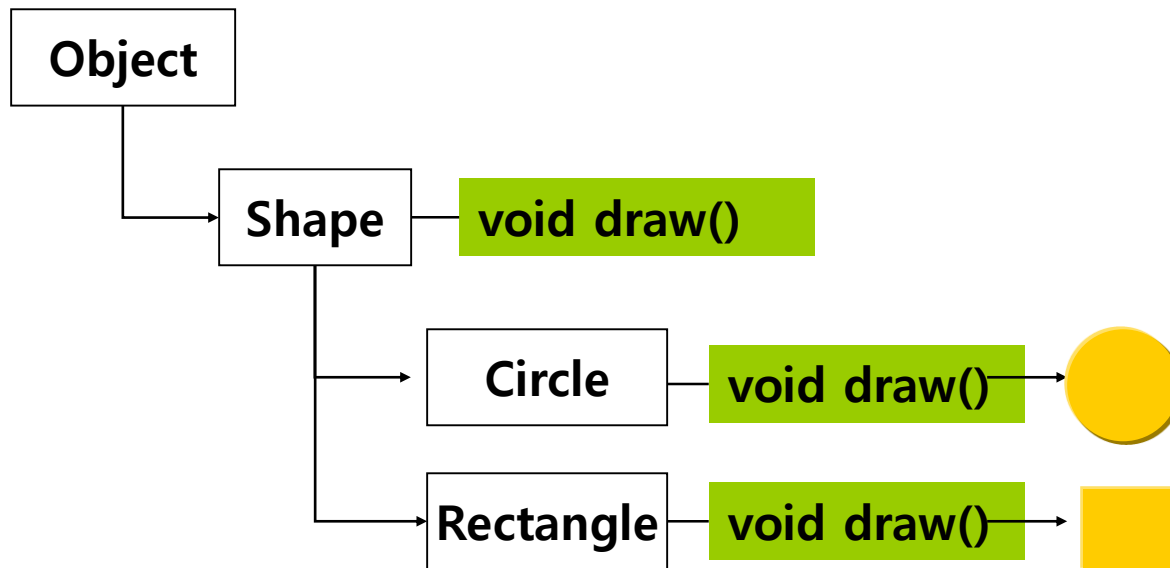 Object
Shape
void draw()
Circle
void draw()
Rectangle
void draw()